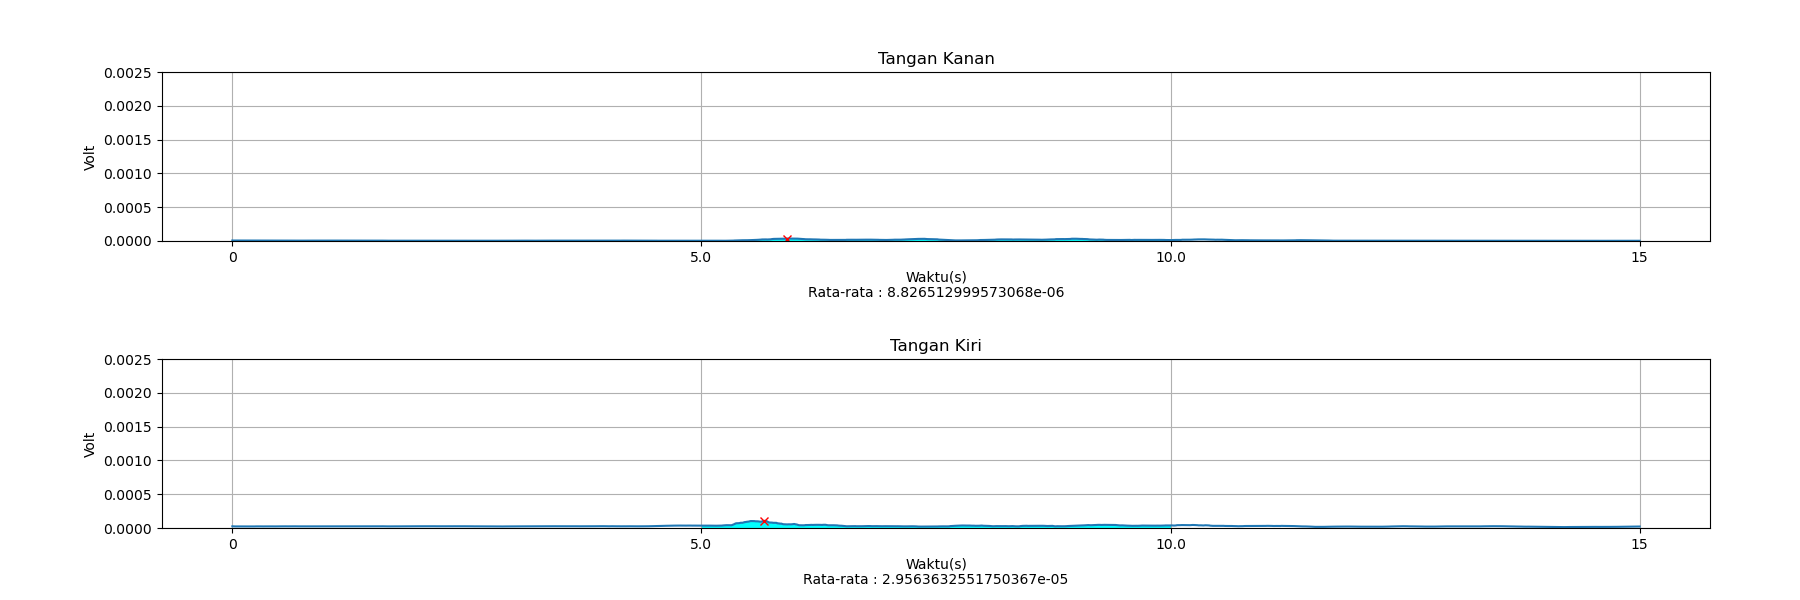 Tangan Kanan
0.0025
0.0020
0.0015
0.0010
0.0005
0.0000
Volt
0 5.0 10.0 15
Waktu(s)
Rata-rata : 8.826512999573068e-06
Tangan Kiri
0.0025
0.0020
0.0015
0.0010
0.0005
0.0000
Volt
0 5.0 10.0 15
Waktu(s)
Rata-rata : 2.9563632551750367e-05